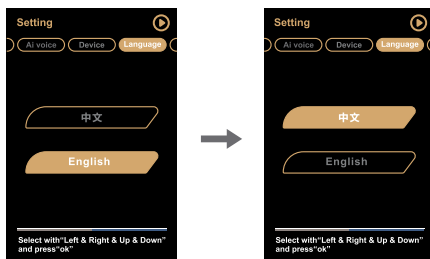 Setting
Ai voice Device Language
中文
English
Select with“Left & Right & Up & Down”
and press“ok”
Setting
Ai voice Device Language
中文
English
Select with“Left & Right & Up & Down”
and press“ok”